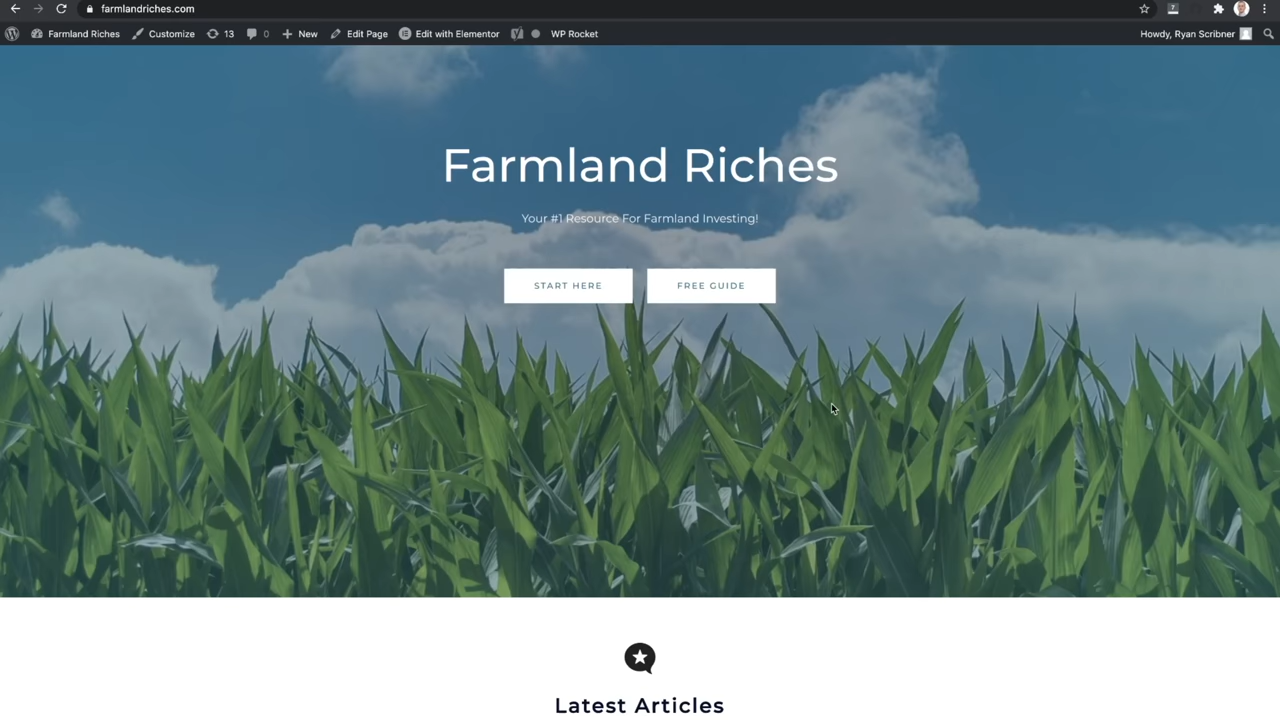 farmlandriches.com
Farmland Riches Customize 13 0 New Edit Page Edit with Elementor WP Rocket Howdy, Ryan Scribner
Farmland Riches
Your #1 Resource For Farmland Investing!
START HERE FREE GUIDE
Latest Articles